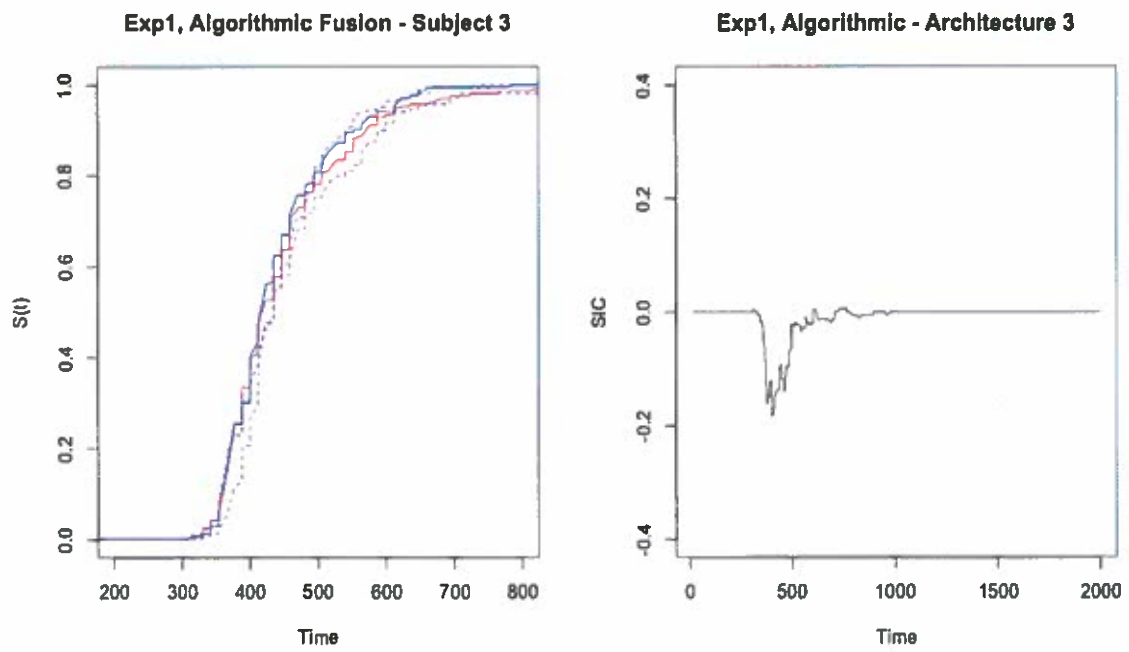 Exp1, Algorithmic Fusion - Subject 3
S(t)
1.0
0.8
0.6
0.4
0.2
0.0
200 300 400 500 600 700 800
Time
Exp1, Algorithmic - Architecture 3
SIC
0.4
0.2
0.0
-0.2
-0.4
0 500 1000 1500 2000
Time